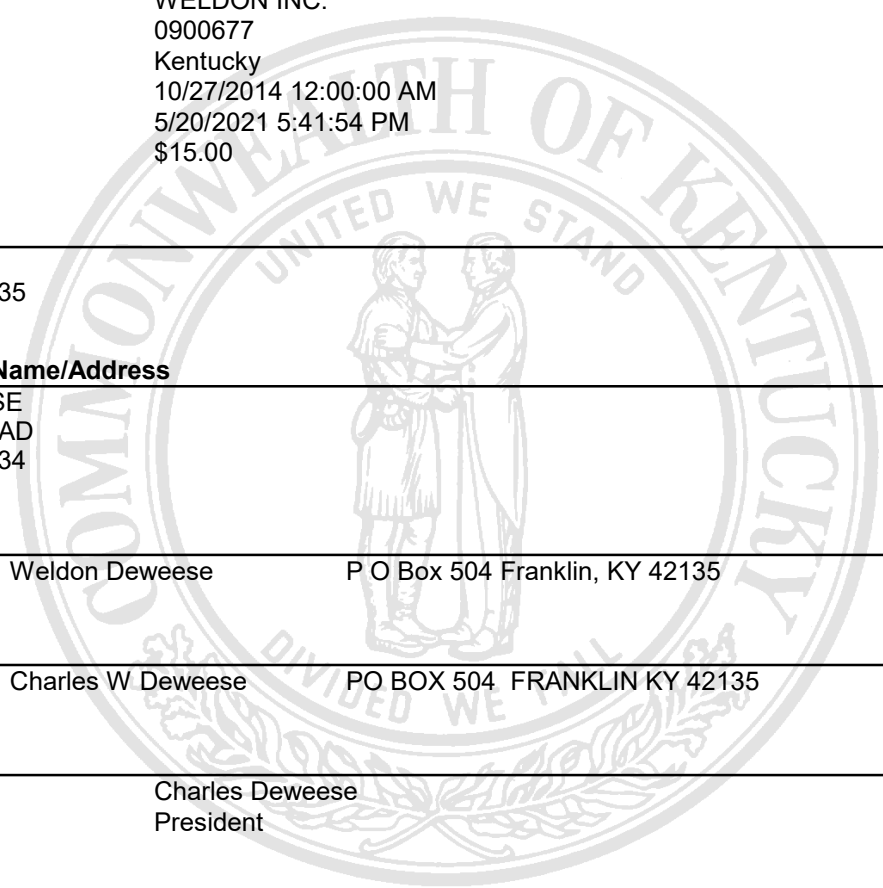 WELDON INC.
0900677
Kentucky
10/27/2014 12:00:00 AM
5/20/2021 5:41:54 PM
$15.00
COMMONWEALTH OF KENTUCKY
UNITED WE STAND
35
Name/Address
SE
AD
34
Weldon Deweese P O Box 504 Franklin, KY 42135
Charles W Deweese PO BOX 504 FRANKLIN KY 42135
DIVIDED WE FALL
Charles Deweese
President